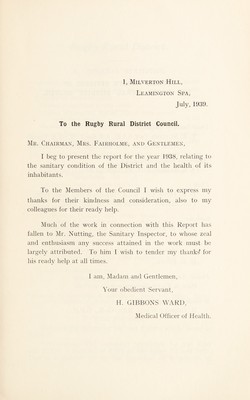 1, Milverton Hill,
Leamington Spa,
July, 1939.
To the Rugby Rural District Council.
Mr. Chairman, Mrs. Fairholme, and Gentlemen,
I beg to present the report for the year 1938, relating to
the sanitary condition of the District and the health of its
inhabitants.
To the Members of the Council I wish to express my
thanks for their kindness and consideration, also to my
colleagues for their ready help.
Much of the work in connection with this Report has
fallen to Mr. Nutting, the Sanitary Inspector, to whose zeal
and enthusiasm any success attained in the work must be
largely attributed. To him I wish to tender my thanks for
his ready help at all times.
I am, Madam and Gentlemen,
Your obedient Servant,
H. GIBBONS WARD,
Medical Officer of Health.